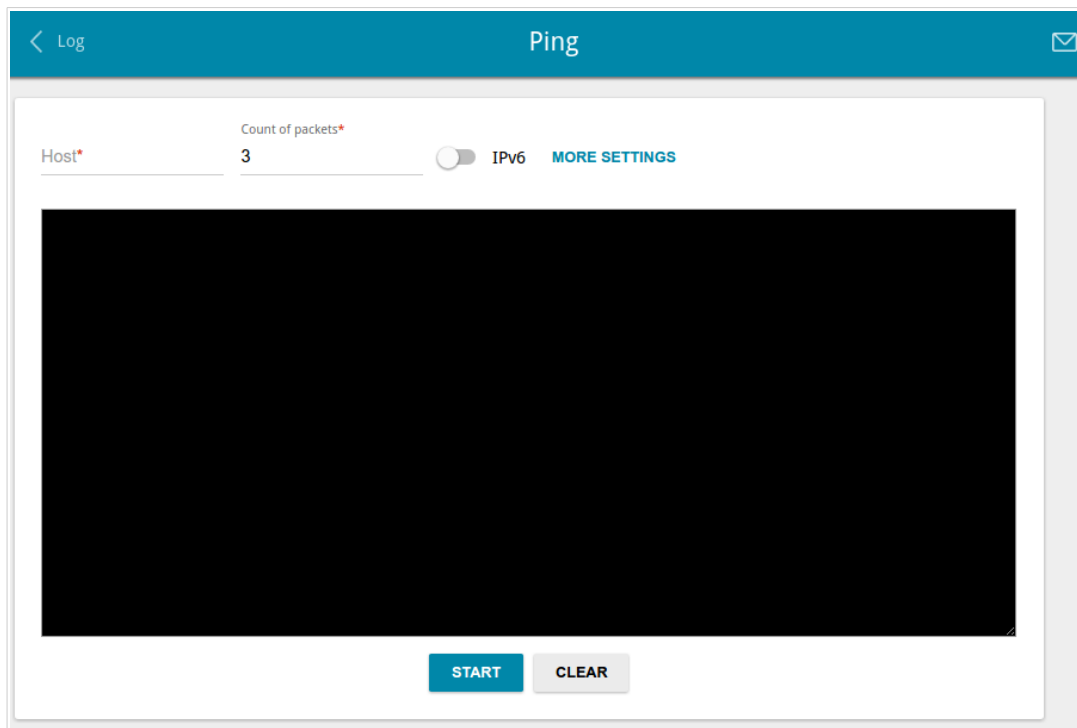 Log
Ping
Count of packets*
Host*
3
IPv6
MORE SETTINGS
START
CLEAR